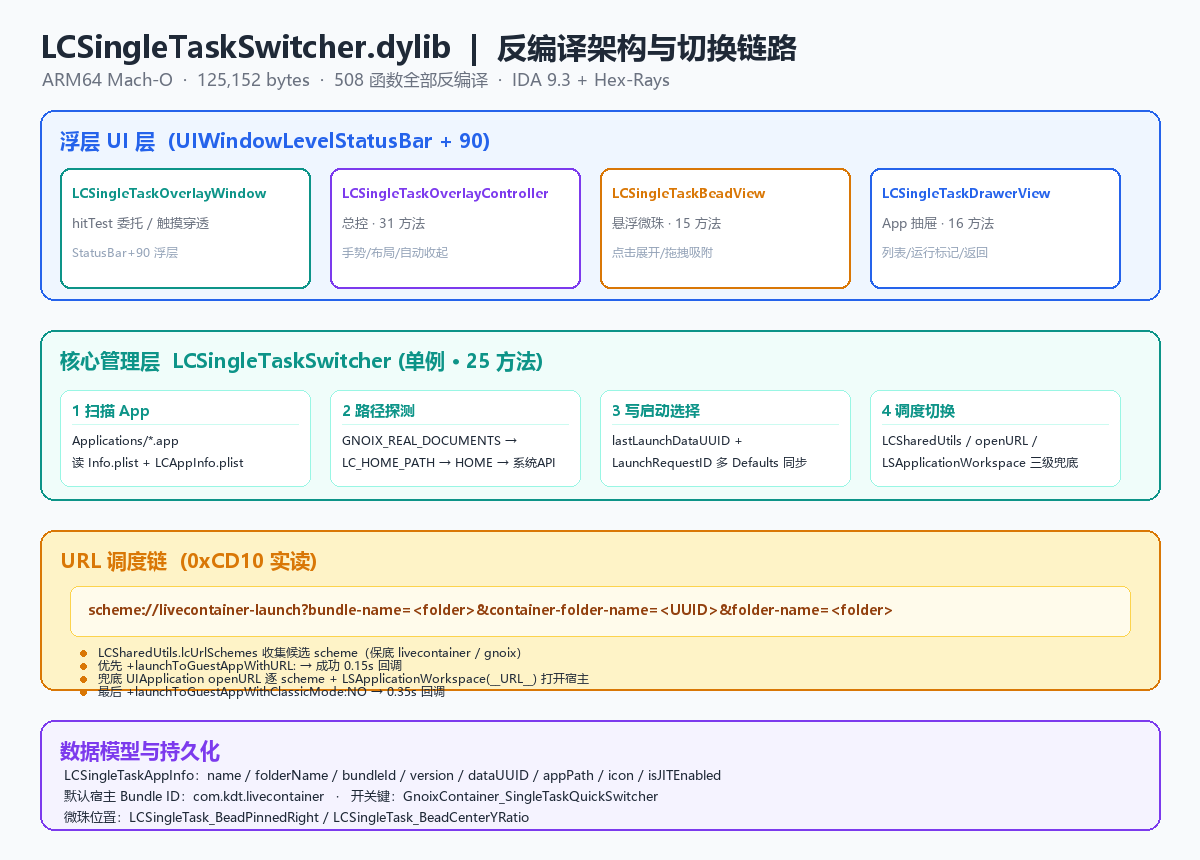 LCSingleTaskSwitcher.dylib | 反编译架构与切换链路
ARM64 Mach-O · 125,152 bytes · 508 函数全部反编译 · IDA 9.3 + Hex-Rays
浮层 UI 层 (UIWindowLevelStatusBar + 90)
LCSingleTaskOverlayWindow
hitTest 委托 / 触摸穿透
StatusBar+90 浮层
LCSingleTaskOverlayController
总控 · 31 方法
手势/布局/自动收起
LCSingleTaskBeadView
悬浮微珠 · 15 方法
点击展开/拖拽吸附
LCSingleTaskDrawerView
App 抽屉 · 16 方法
列表/运行标记/返回
核心管理层 LCSingleTaskSwitcher (单例 • 25 方法)
1 扫描 App
Applications/*.app
读 Info.plist + LCAppInfo.plist
2 路径探测
GNOIX_REAL_DOCUMENTS →
LC_HOME_PATH → HOME → 系统API
3 写启动选择
lastLaunchDataUUID +
LaunchRequestID 多 Defaults 同步
4 调度切换
LCSharedUtils / openURL /
LSApplicationWorkspace 三级兜底
URL 调度链 (0xCD10 实读)
scheme://livecontainer-launch?bundle-name=<folder>&container-folder-name=<UUID>&folder-name=<folder>
LCSharedUtils.lcUrlSchemes 收集候选 scheme（保底 livecontainer / gnoix）
优先 +launchToGuestAppWithURL: → 成功 0.15s 回调
兜底 UIApplication openURL 逐 scheme + LSApplicationWorkspace(__URL__) 打开宿主
最后 +launchToGuestAppWithClassicMode:NO → 0.35s 回调
数据模型与持久化
LCSingleTaskAppInfo：name / folderName / bundleId / version / dataUUID / appPath / icon / isJITEnabled
默认宿主 Bundle ID：com.kdt.livecontainer · 开关键：GnoixContainer_SingleTaskQuickSwitcher
微珠位置：LCSingleTask_BeadPinnedRight / LCSingleTask_BeadCenterYRatio